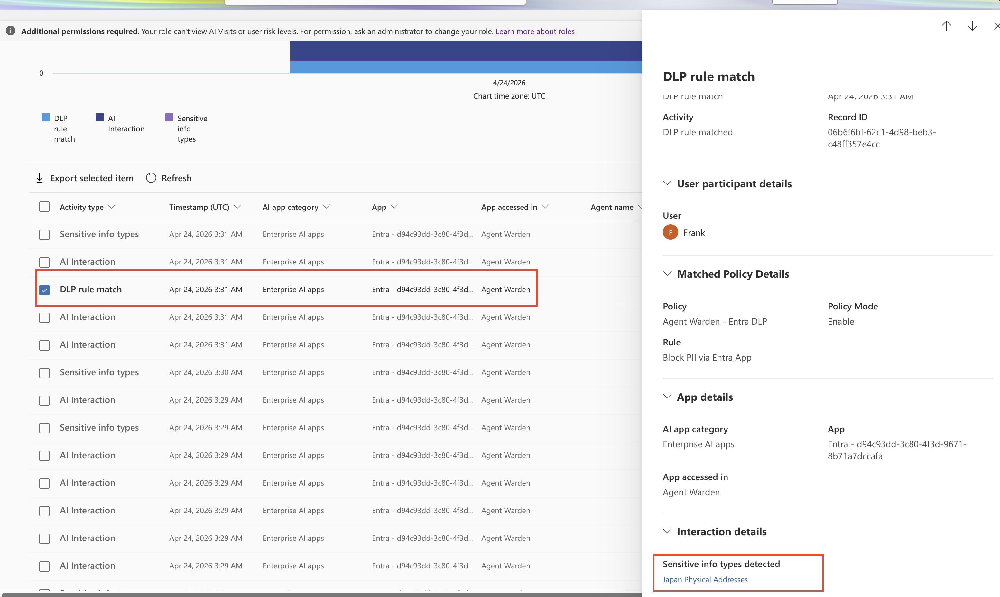 Additional permissions required. Your role can't view AI Visits or user risk levels. For permission, ask an administrator to change your role. Learn more about roles
0
4/24/2026
Chart time zone: UTC
DLP
rule
match
AI
Interaction
Sensitive
info
types
Export selected item
Refresh
Activity type
Timestamp (UTC)
AI app category
App
App accessed in
Agent name
Sensitive info types Apr 24, 2026 3:31 AM Enterprise AI apps Entra - d94c93dd-3c80-4f3d... Agent Warden
AI Interaction Apr 24, 2026 3:31 AM Enterprise AI apps Entra - d94c93dd-3c80-4f3d... Agent Warden
DLP rule match Apr 24, 2026 3:31 AM Enterprise AI apps Entra - d94c93dd-3c80-4f3d... Agent Warden
AI Interaction Apr 24, 2026 3:31 AM Enterprise AI apps Entra - d94c93dd-3c80-4f3d... Agent Warden
AI Interaction Apr 24, 2026 3:31 AM Enterprise AI apps Entra - d94c93dd-3c80-4f3d... Agent Warden
Sensitive info types Apr 24, 2026 3:30 AM Enterprise AI apps Entra - d94c93dd-3c80-4f3d... Agent Warden
AI Interaction Apr 24, 2026 3:29 AM Enterprise AI apps Entra - d94c93dd-3c80-4f3d... Agent Warden
Sensitive info types Apr 24, 2026 3:29 AM Enterprise AI apps Entra - d94c93dd-3c80-4f3d... Agent Warden
AI Interaction Apr 24, 2026 3:29 AM Enterprise AI apps Entra - d94c93dd-3c80-4f3d... Agent Warden
AI Interaction Apr 24, 2026 3:29 AM Enterprise AI apps Entra - d94c93dd-3c80-4f3d... Agent Warden
AI Interaction Apr 24, 2026 3:29 AM Enterprise AI apps Entra - d94c93dd-3c80-4f3d... Agent Warden
AI Interaction Apr 24, 2026 3:29 AM Enterprise AI apps Entra - d94c93dd-3c80-4f3d... Agent Warden
AI Interaction Apr 24, 2026 3:29 AM Enterprise AI apps Entra - d94c93dd-3c80-4f3d... Agent Warden
DLP rule match
DLP rule match
Apr 24, 2026 3:31 AM
Activity
DLP rule matched
Record ID
06b6f6bf-62c1-4d98-beb3-
c48ff357e4cc
User participant details
User
F
Frank
Matched Policy Details
Policy
Agent Warden - Entra DLP
Policy Mode
Enable
Rule
Block PII via Entra App
App details
AI app category
Enterprise AI apps
App
Entra - d94c93dd-3c80-4f3d-9671-
8b71a7dccafa
App accessed in
Agent Warden
Interaction details
Sensitive info types detected
Japan Physical Addresses